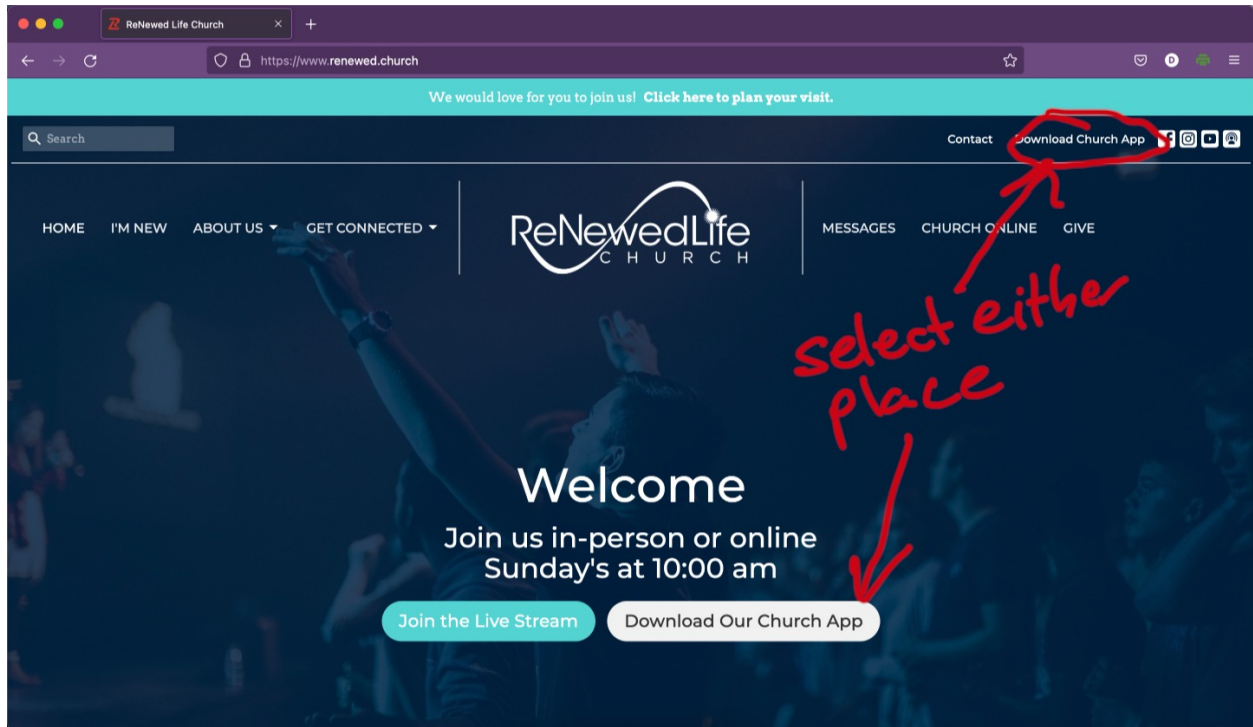 ReNewed Life Church
https://www.renewed.church
We would love for you to join us! Click here to plan your visit.
Search
Contact Download Church App
HOME I'M NEW ABOUT US GET CONNECTED
ReNewedLife
CHURCH
MESSAGES CHURCH ONLINE GIVE
select either
place
Welcome
Join us in-person or online
Sunday's at 10:00 am
Join the Live Stream Download Our Church App